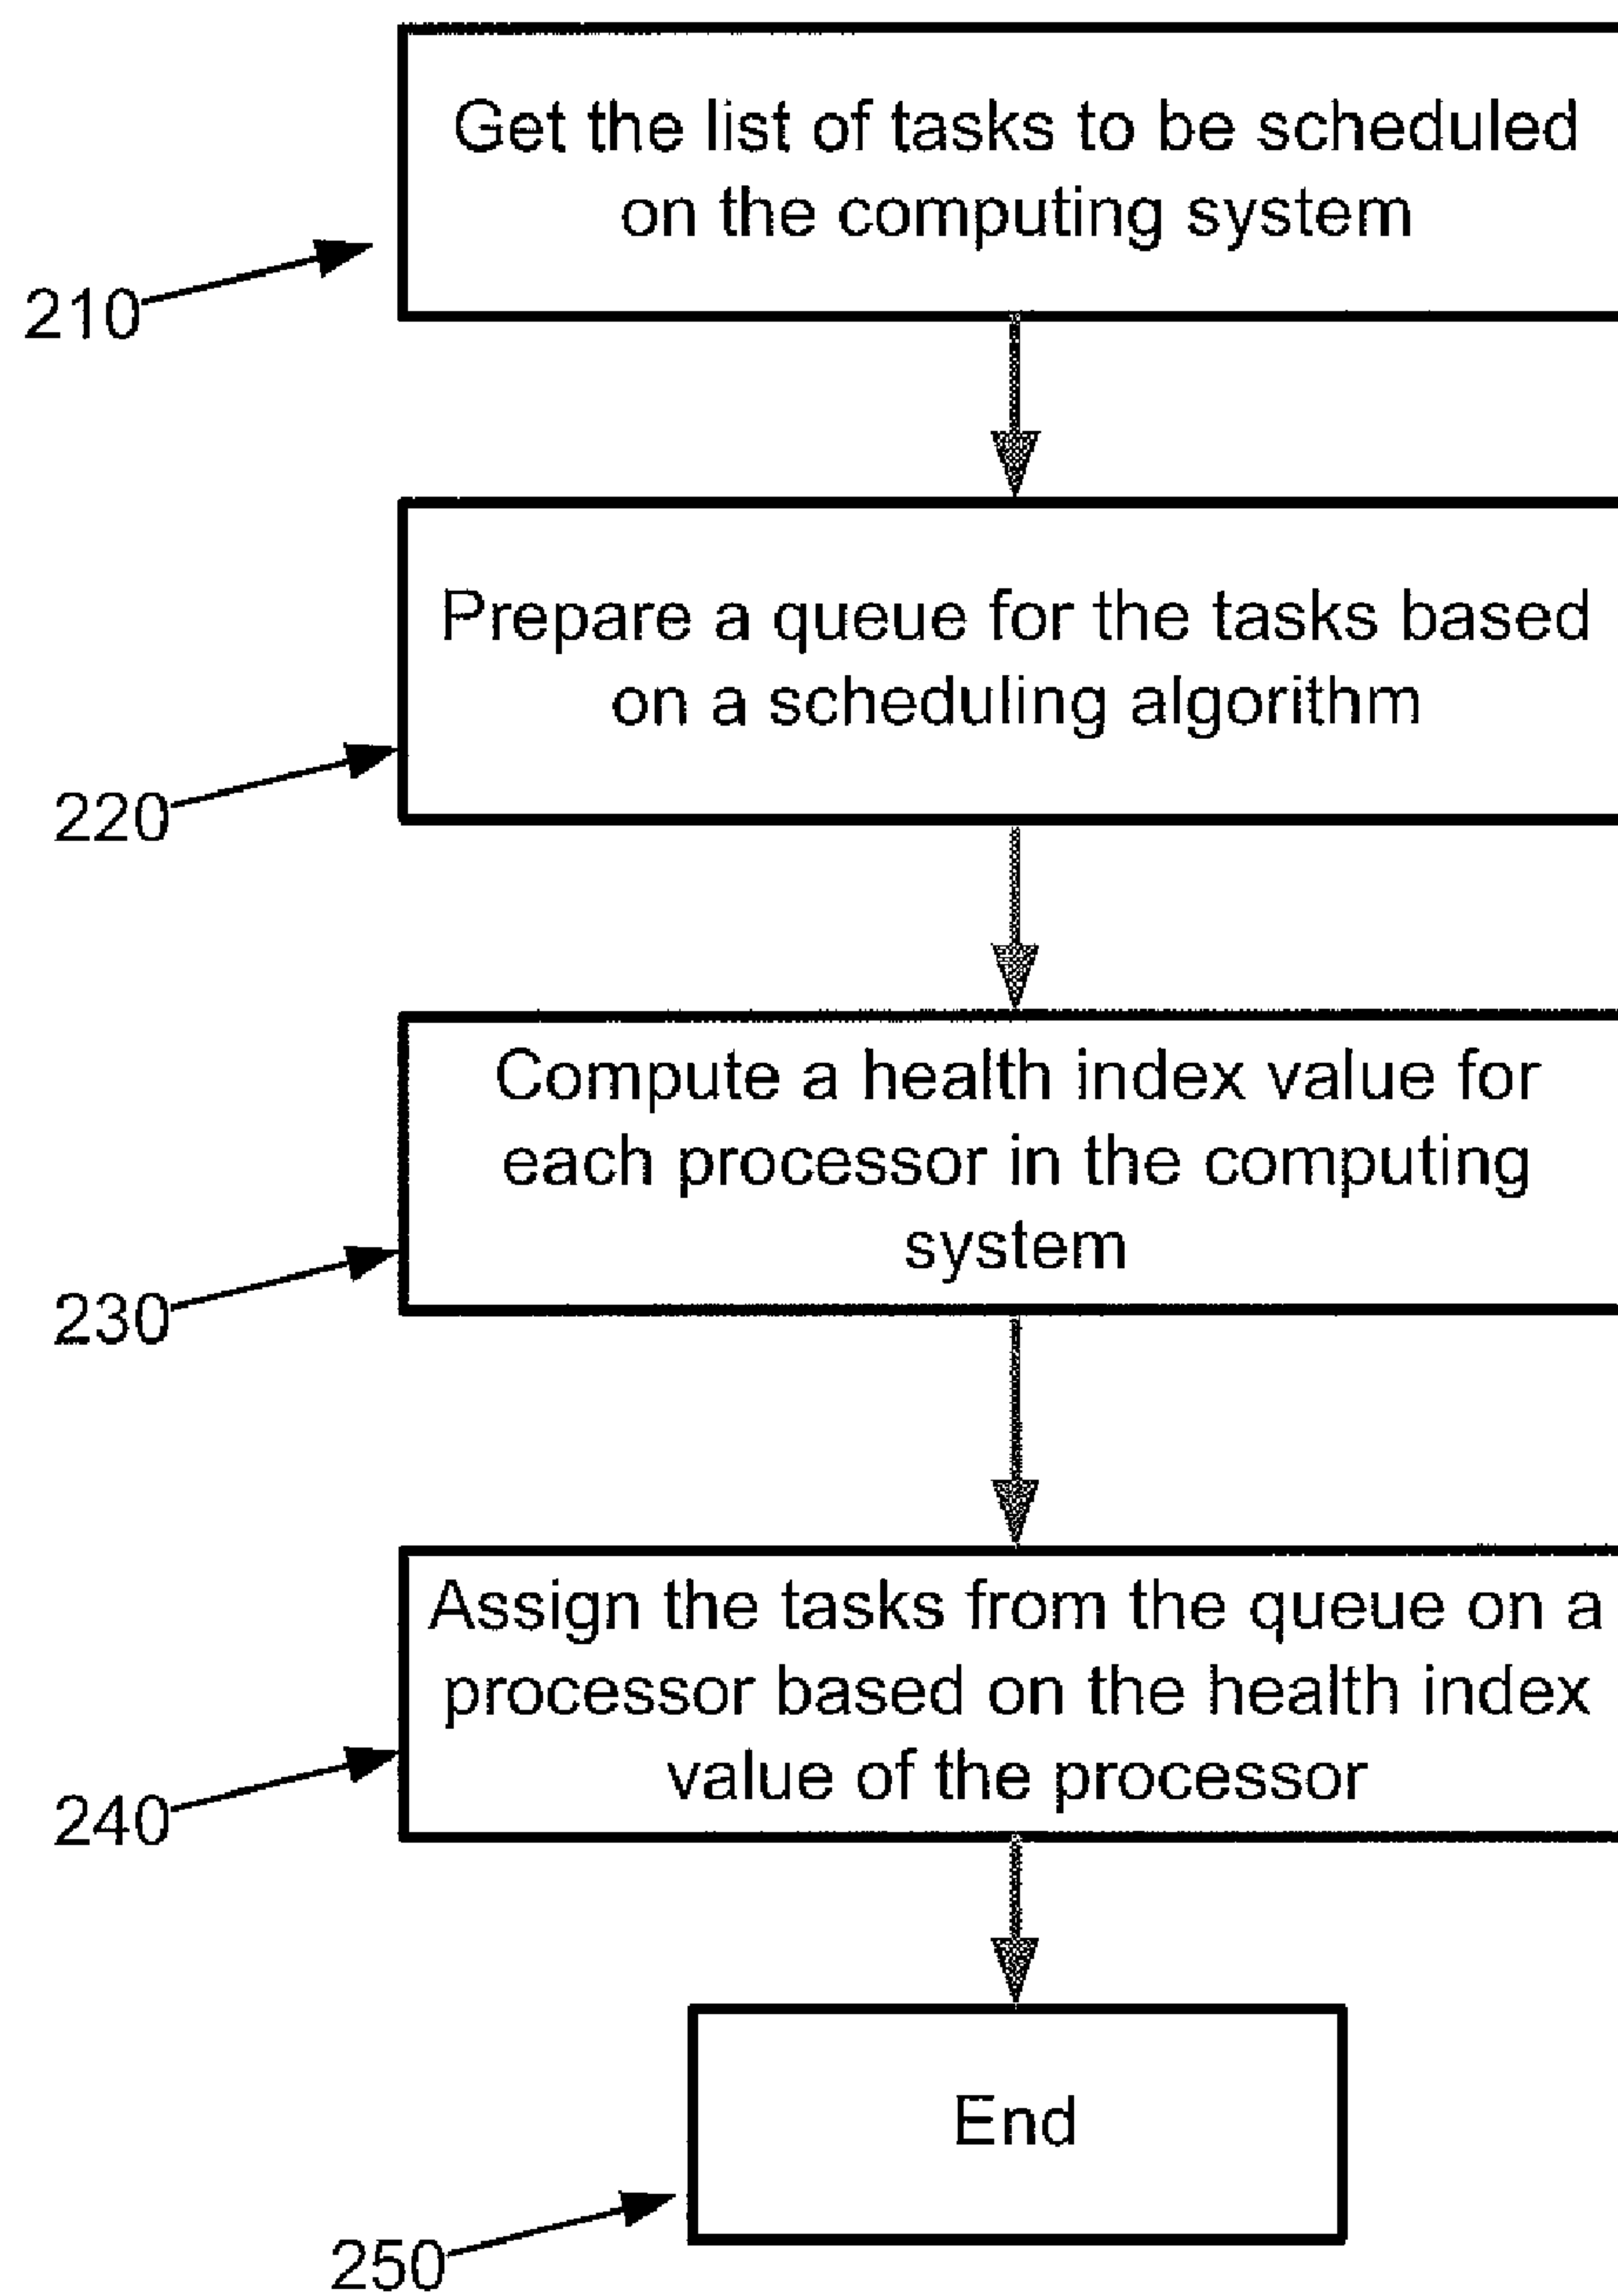 Get the list of tasks to be scheduled
on the computing system
210
Prepare a queue for the tasks based
on a scheduling algorithm
220
Compute a health index value for
each processor in the computing
system
230
Assign the tasks from the queue on a
processor based on the health index
value of the processor
240
End
250